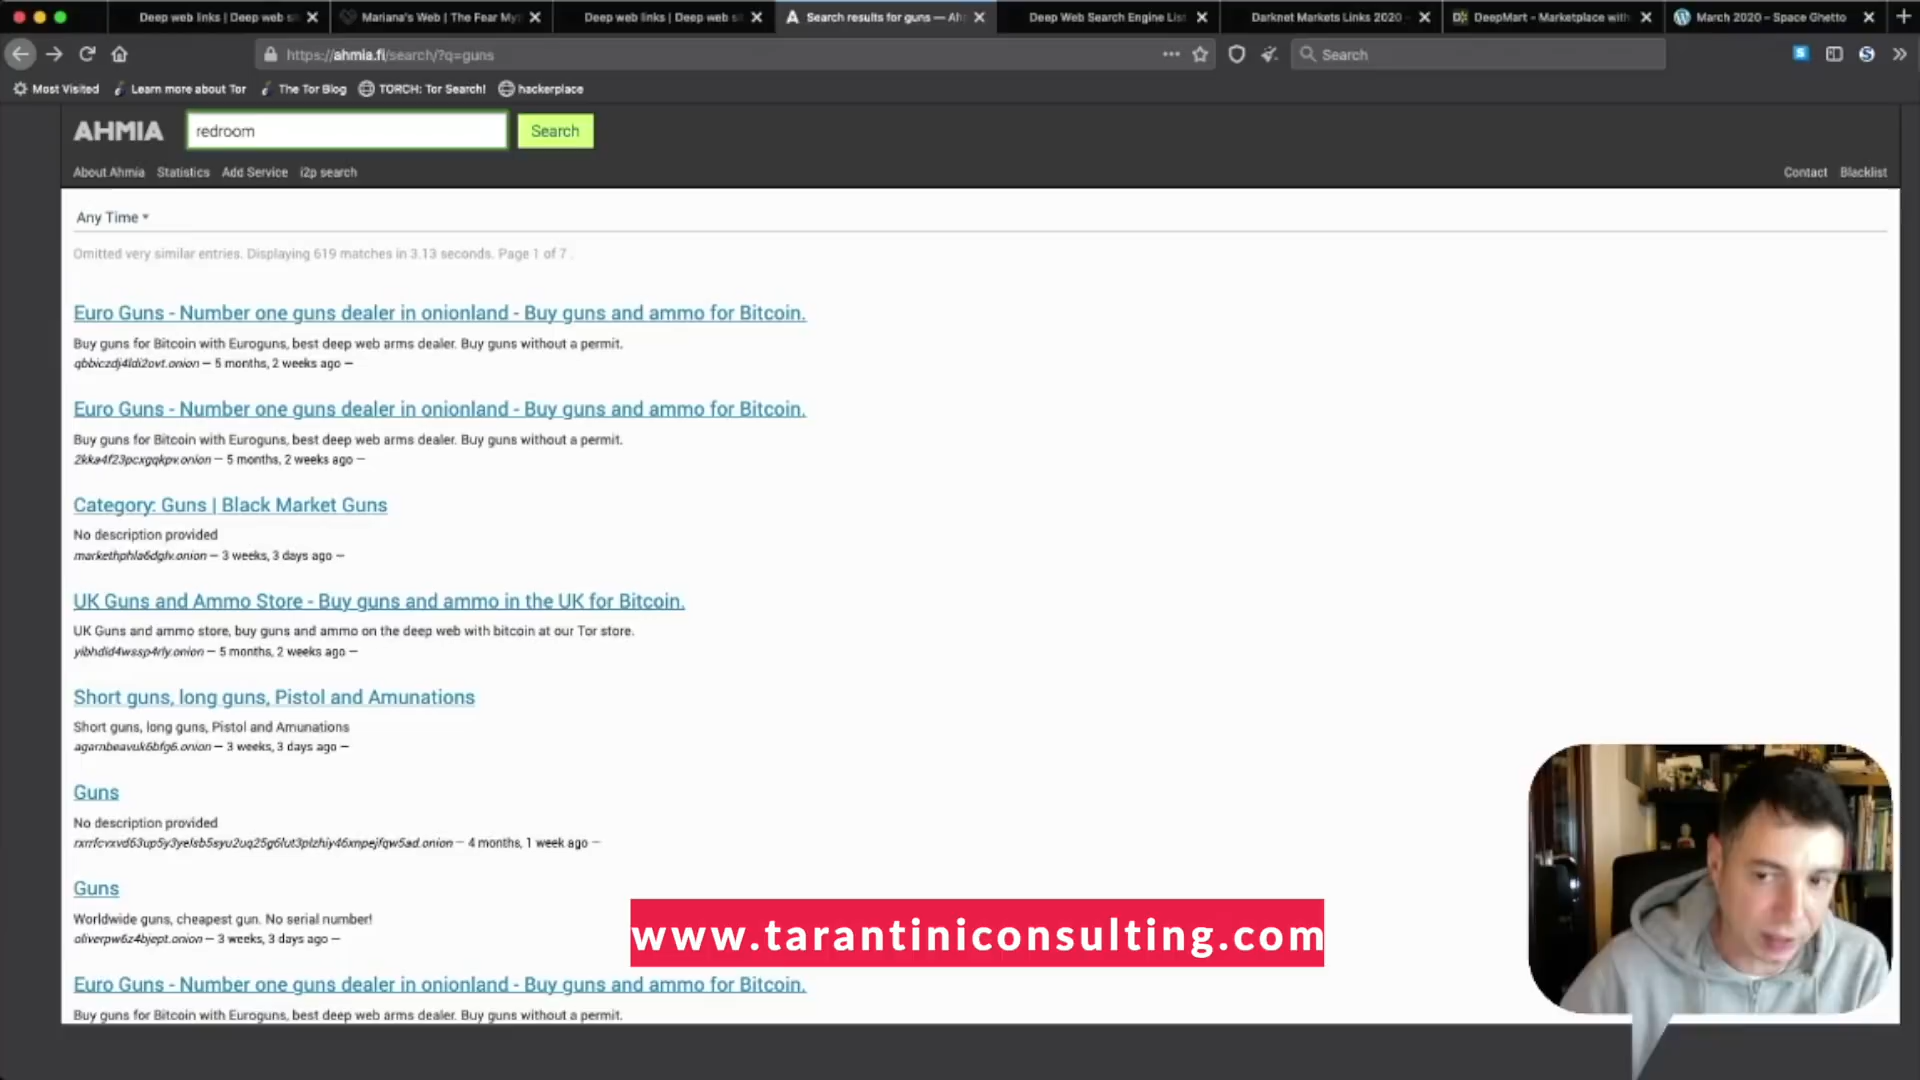 Deep web links | Deep web si
Mariana's Web | The Fear My
Deep web links | Deep web si
Search results for guns — Ah
Deep Web Search Engine List
Darknet Markets Links 2020 -
DeepMart - Marketplace with
March 2020 – Space Ghetto
https://ahmia.fi/search/?q=guns
Search
Most Visited
Learn more about Tor
The Tor Blog
TORCH: Tor Search!
hackerplace
AHMIA
redroom
Search
About Ahmia
Statistics
Add Service
i2p search
Contact
Blacklist
Any Time
Omitted very similar entries. Displaying 619 matches in 3.13 seconds. Page 1 of 7 .
Euro Guns - Number one guns dealer in onionland - Buy guns and ammo for Bitcoin.
Buy guns for Bitcoin with Euroguns, best deep web arms dealer. Buy guns without a permit.
qbbiczdj4ldi2ovt.onion — 5 months, 2 weeks ago —
Euro Guns - Number one guns dealer in onionland - Buy guns and ammo for Bitcoin.
Buy guns for Bitcoin with Euroguns, best deep web arms dealer. Buy guns without a permit.
2kka4f23pcxgqkpv.onion — 5 months, 2 weeks ago —
Category: Guns | Black Market Guns
No description provided
— 3 weeks, 3 days ago —
UK Guns and Ammo Store - Buy guns and ammo in the UK for Bitcoin.
UK Guns and ammo store, buy guns and ammo on the deep web with bitcoin at our Tor store.
yibhdid4wssp4rly.onion — 5 months, 2 weeks ago —
Short guns, long guns, Pistol and Amunations
Short guns, long guns, Pistol and Amunations
— 3 weeks, 3 days ago —
Guns
No description provided
— 4 months, 1 week ago —
Guns
Worldwide guns, cheapest gun. No serial number!
oliverpw6z4bjept.onion — 3 weeks, 3 days ago —
Euro Guns - Number one guns dealer in onionland - Buy guns and ammo for Bitcoin.
Buy guns for Bitcoin with Euroguns, best deep web arms dealer. Buy guns without a permit.
www.tarantiniconsulting.com